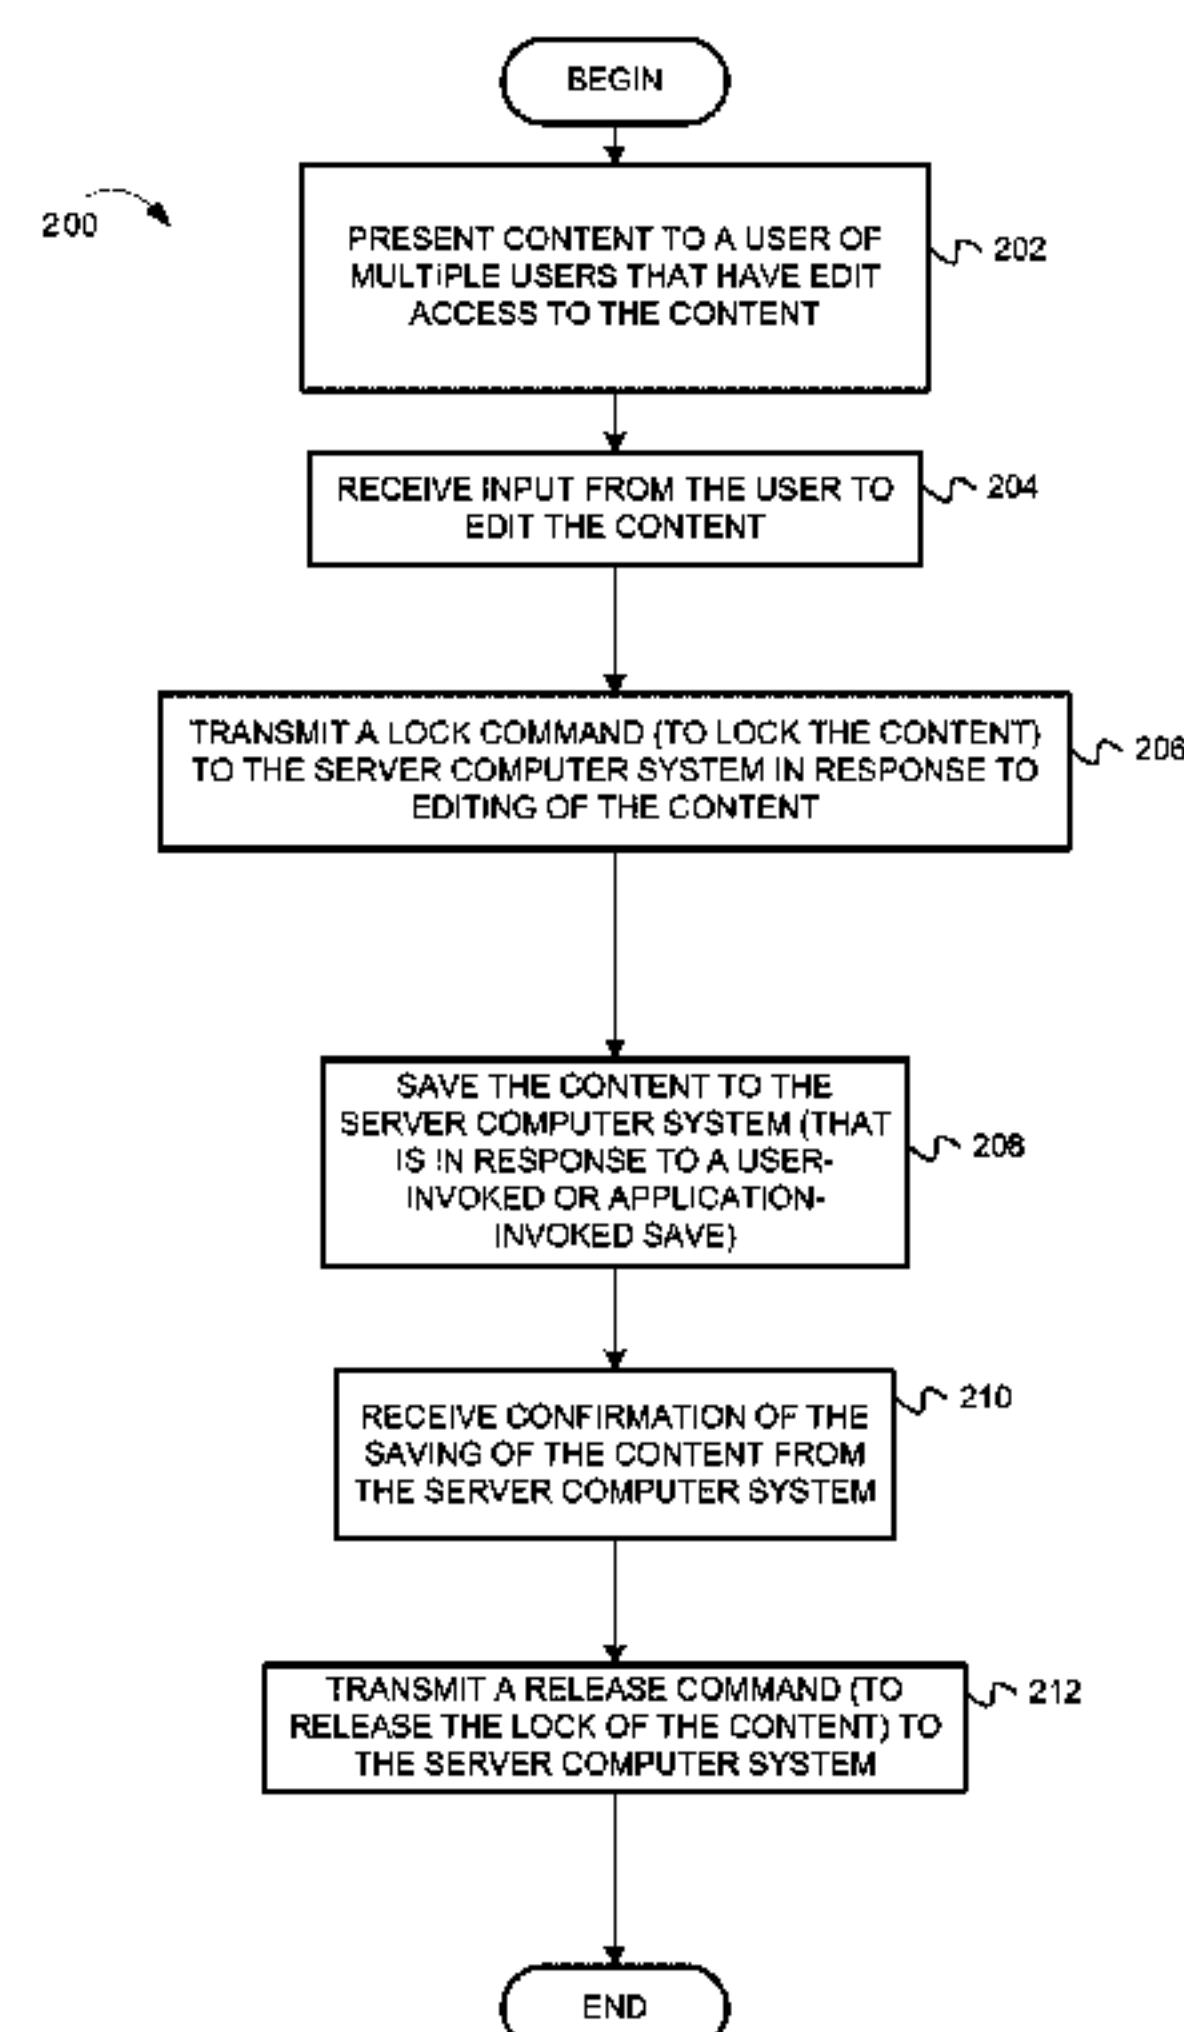 BEGIN
200
PRESENT CONTENT TO A USER OF
MULTIPLE USERS THAT HAVE EDIT
ACCESS TO THE CONTENT
202
RECEIVE INPUT FROM THE USER TO
EDIT THE CONTENT
204
TRANSMIT A LOCK COMMAND (TO LOCK THE CONTENT)
TO THE SERVER COMPUTER SYSTEM IN RESPONSE TO
EDITING OF THE CONTENT
206
SAVE THE CONTENT TO THE
SERVER COMPUTER SYSTEM (THAT
IS IN RESPONSE TO A USER-
INVOKED OR APPLICATION-
INVOKED SAVE)
208
RECEIVE CONFIRMATION OF THE
SAVING OF THE CONTENT FROM
THE SERVER COMPUTER SYSTEM
210
TRANSMIT A RELEASE COMMAND (TO
RELEASE THE LOCK OF THE CONTENT) TO
THE SERVER COMPUTER SYSTEM
212
END